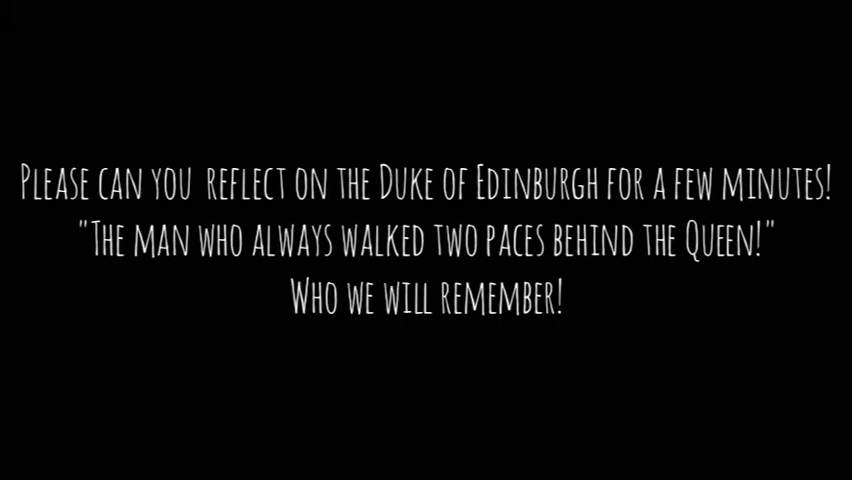 Please can you reflect on the Duke of Edinburgh for a few minutes!
"The man who always walked two paces behind the Queen!"
Who we will remember!